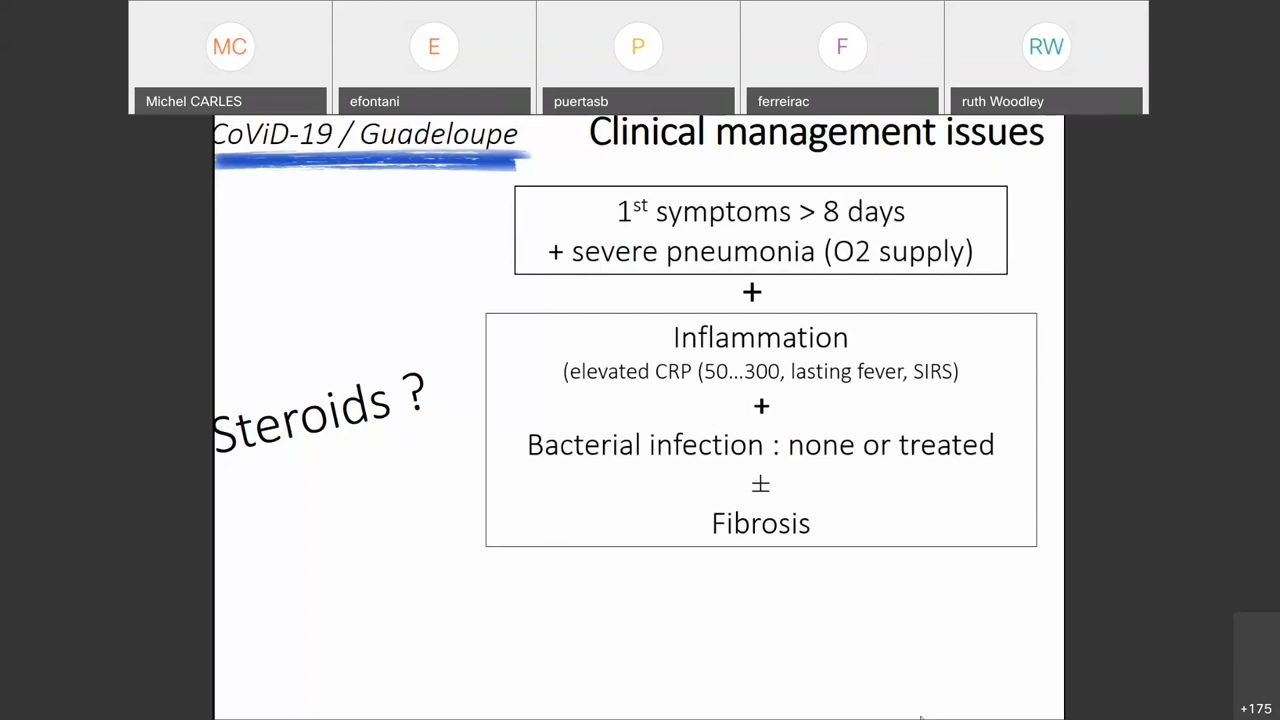 MC
E
P
F
RW
Michel CARLES
efontani
puertasb
ferreirac
ruth Woodley
CoViD-19 / Guadeloupe
Clinical management issues
1st symptoms > 8 days
+ severe pneumonia (O2 supply)
+
Inflammation
(elevated CRP (50...300, lasting fever, SIRS)
+
Bacterial infection : none or treated
±
Fibrosis
Steroids ?
+175